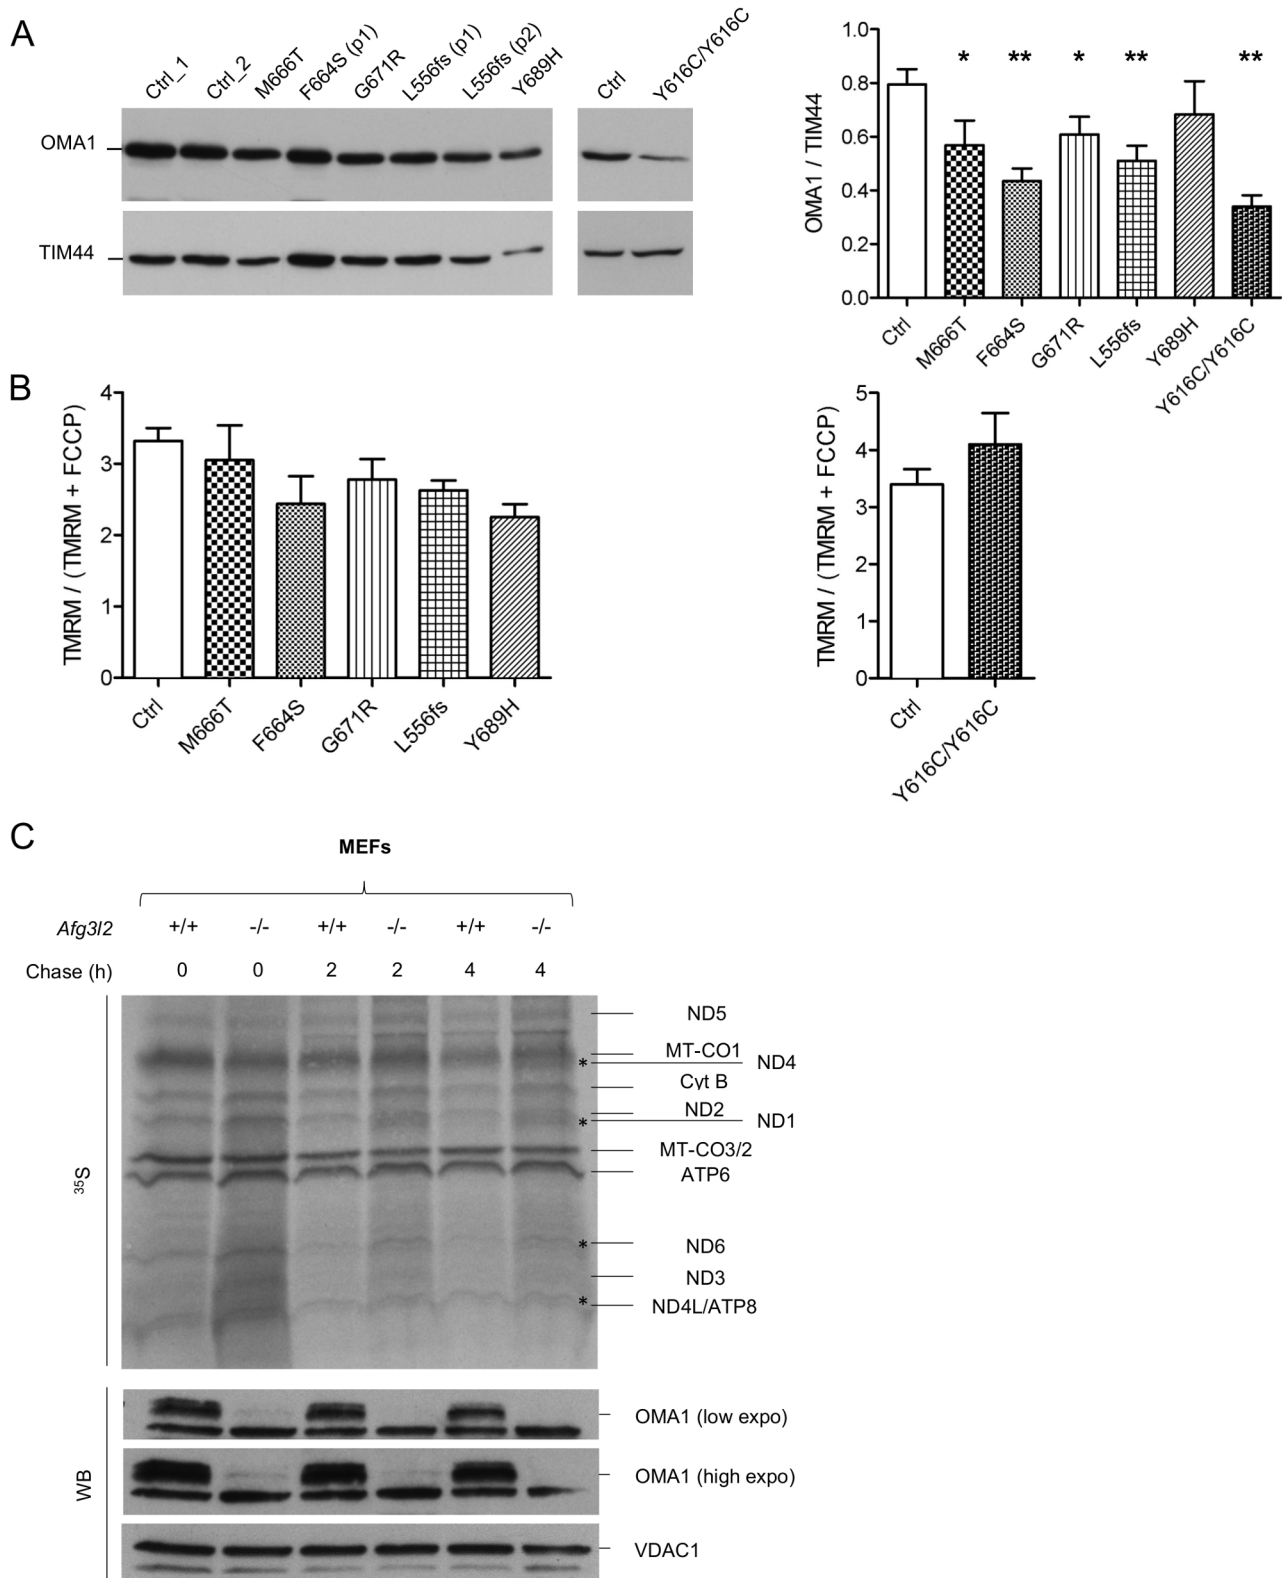 A
Ctrl_1
Ctrl_2
M666T
F664S (p1)
G671R
L556fs (p1)
L556fs (p2)
Y689H
Ctrl
Y616C/Y616C
OMA1
TIM44
OMA1 / TIM44
1.0
0.8
0.6
0.4
0.2
0.0
*
**
*
**
**
Ctrl
M666T
F664S
G671R
L556fs
Y689H
Y616C/Y616C
B
TMRM / (TMRM + FCCP)
4
3
2
1
0
Ctrl
M666T
F664S
G671R
L556fs
Y689H
TMRM / (TMRM + FCCP)
5
4
3
2
1
0
Ctrl
Y616C/Y616C
C
MEFs
Afg3l2 +/+ -/- +/+ -/- +/+ -/-
Chase (h) 0 0 2 2 4 4
35S
ND5
MT-CO1
* ND4
Cyt B
ND2
* ND1
MT-CO3/2
ATP6
* ND6
ND3
* ND4L/ATP8
WB
OMA1 (low expo)
OMA1 (high expo)
VDAC1